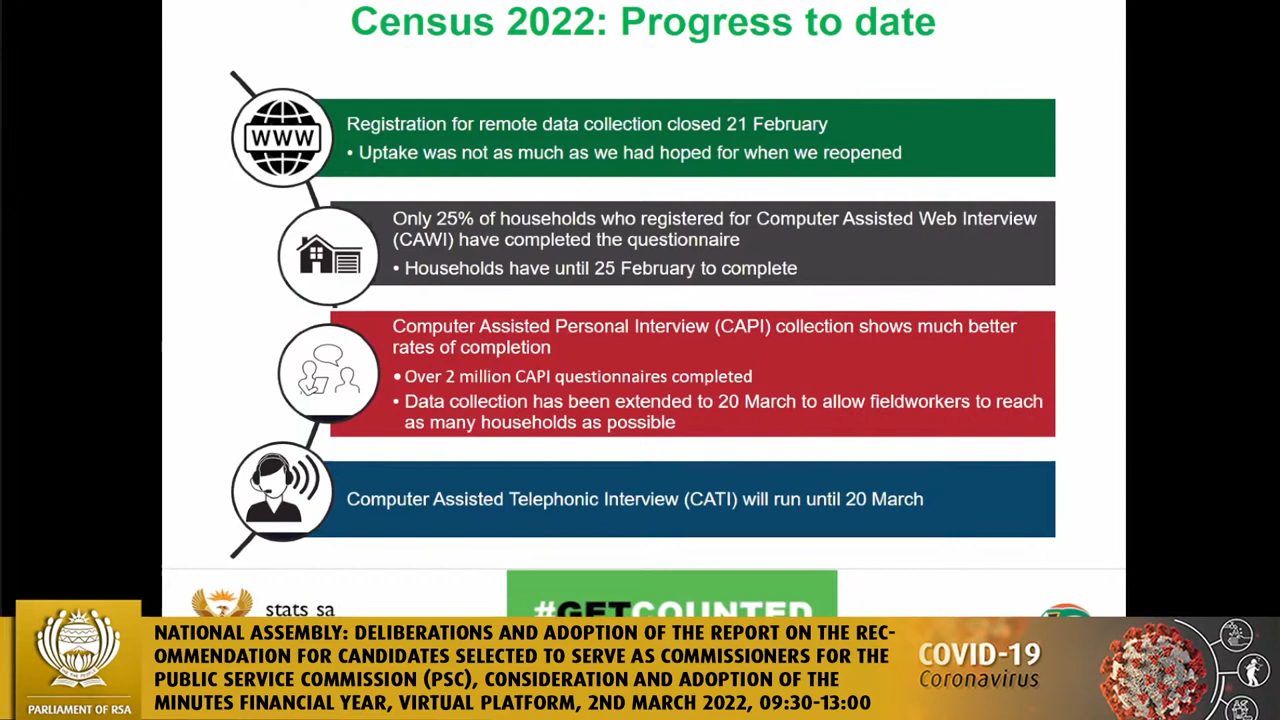 Census 2022: Progress to date
WWW
Registration for remote data collection closed 21 February
• Uptake was not as much as we had hoped for when we reopened
Only 25% of households who registered for Computer Assisted Web Interview
(CAWI) have completed the questionnaire
• Households have until 25 February to complete
Computer Assisted Personal Interview (CAPI) collection shows much better
rates of completion
• Over 2 million CAPI questionnaires completed
• Data collection has been extended to 20 March to allow fieldworkers to reach
as many households as possible
Computer Assisted Telephonic Interview (CATI) will run until 20 March
stats sa
#GETCOUNTED
NATIONAL ASSEMBLY: DELIBERATIONS AND ADOPTION OF THE REPORT ON THE REC-
OMMENDATION FOR CANDIDATES SELECTED TO SERVE AS COMMISSIONERS FOR THE
PUBLIC SERVICE COMMISSION (PSC), CONSIDERATION AND ADOPTION OF THE
MINUTES FINANCIAL YEAR, VIRTUAL PLATFORM, 2ND MARCH 2022, 09:30-13:00
PARLIAMENT OF RSA
COVID-19
Coronavirus